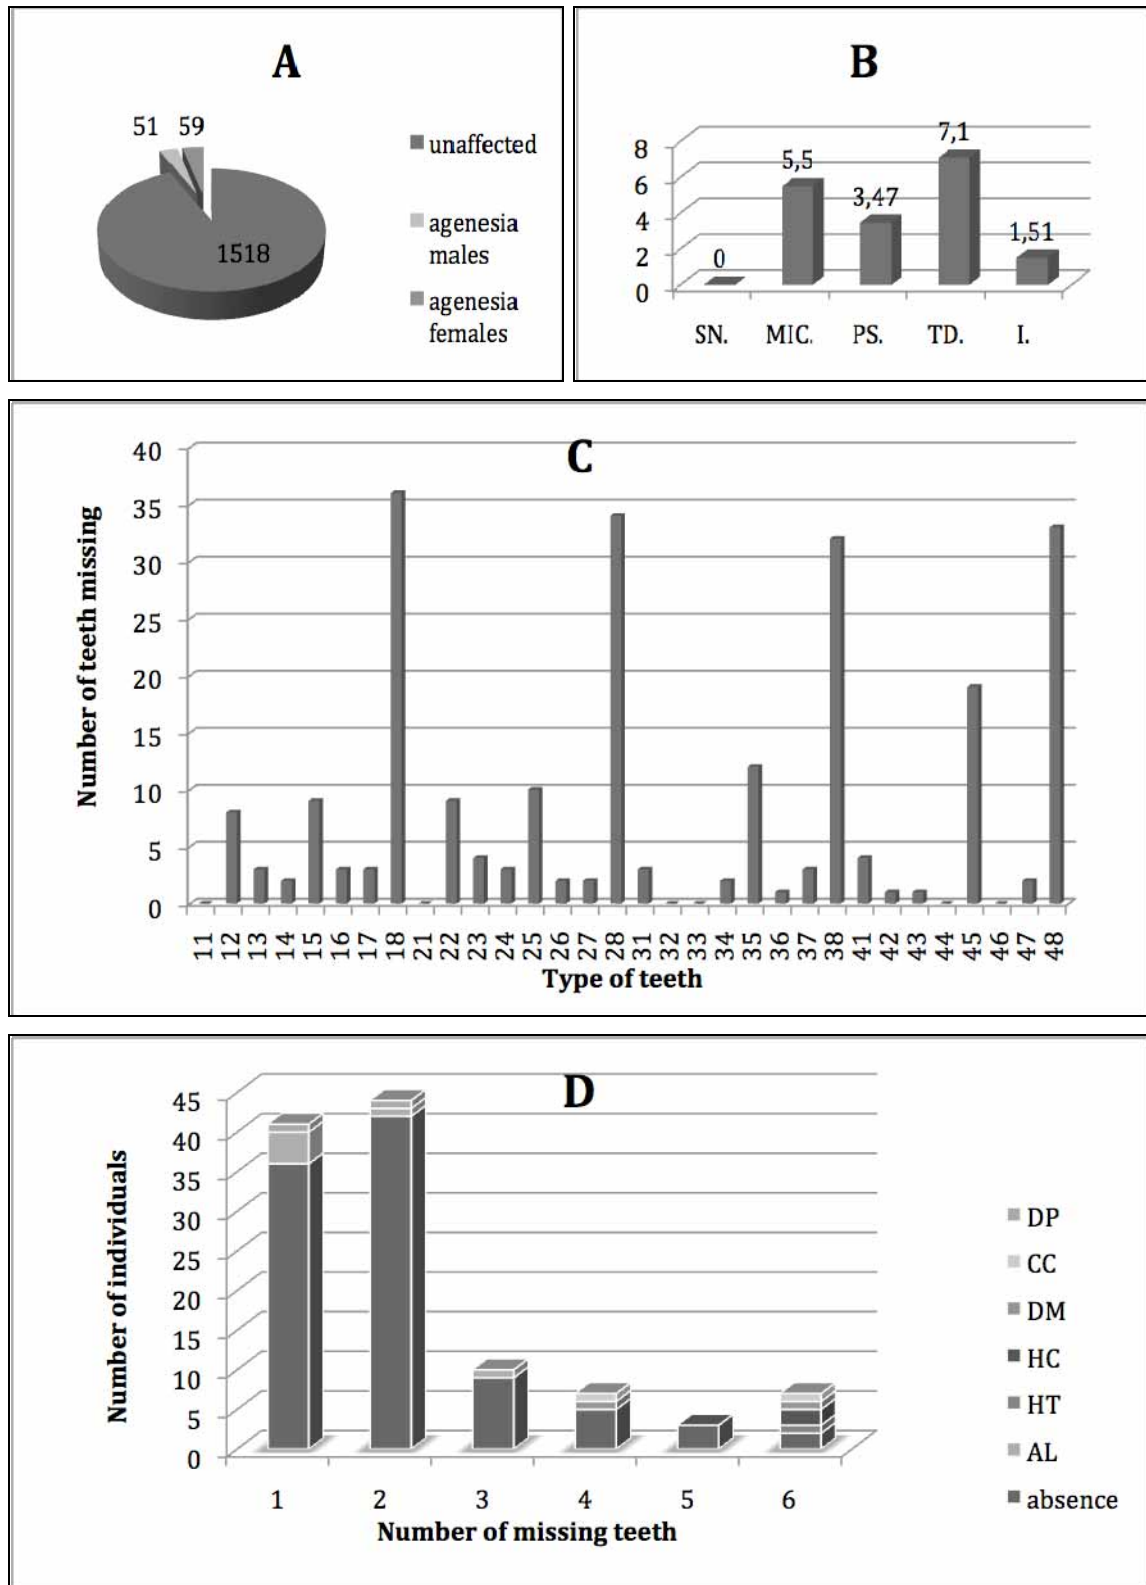 A
51 59
1518
unaffected
agenesia
males
agenesia
females
B
8
6
4
2
0
0
5,5
3,47
7,1
1,51
SN. MIC. PS. TD. I.
C
Number of teeth missing
40
35
30
25
20
15
10
5
0
11 12 13 14 15 16 17 18 21 22 23 24 25 26 27 28 31 32 33 34 35 36 37 38 41 42 43 44 45 46 47 48
Type of teeth
D
Number of individuals
45
40
35
30
25
20
15
10
5
0
1 2 3 4 5 6
Number of missing teeth
DP
CC
DM
HC
HT
AL
absence